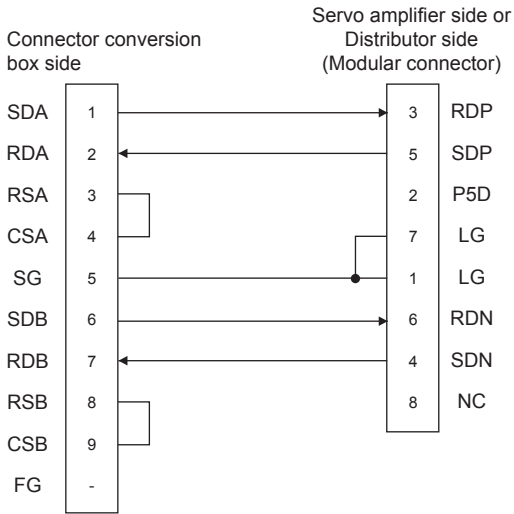 Servo amplifier side or
Distributor side
(Modular connector)
Connector conversion
box side
SDA 1 3 RDP
RDA 2 5 SDP
RSA 3 2 P5D
CSA 4 7 LG
SG 5 1 LG
SDB 6 6 RDN
RDB 7 4 SDN
RSB 8 8 NC
CSB 9
FG -